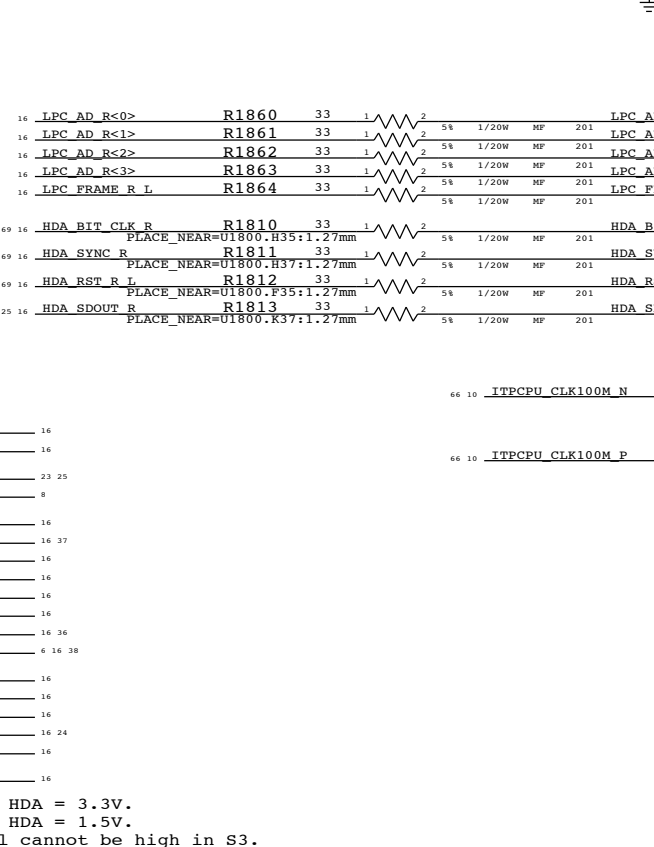 16 LPC_AD_R<0> R1860 33 1 2 LPC_A
5% 1/20W MF 201
16 LPC_AD_R<1> R1861 33 1 2 LPC_A
5% 1/20W MF 201
16 LPC_AD_R<2> R1862 33 1 2 LPC_A
5% 1/20W MF 201
16 LPC_AD_R<3> R1863 33 1 2 LPC_A
5% 1/20W MF 201
16 LPC_FRAME_R_L R1864 33 1 2 LPC_F
5% 1/20W MF 201
69 16 HDA_BIT_CLK_R R1810 33 1 2 HDA_B
PLACE_NEAR=U1800.H35:1.27mm 5% 1/20W MF 201
69 16 HDA_SYNC_R R1811 33 1 2 HDA_S
PLACE_NEAR=U1800.H37:1.27mm 5% 1/20W MF 201
69 16 HDA_RST_R_L R1812 33 1 2 HDA_R
PLACE_NEAR=U1800.F35:1.27mm 5% 1/20W MF 201
25 16 HDA_SDOUT_R R1813 33 1 2 HDA_S
PLACE_NEAR=U1800.K37:1.27mm 5% 1/20W MF 201
66 10 ITPCPU_CLK100M_N
16
16
66 10 ITPCPU_CLK100M_P
23 25
8
16
16 37
16
16
16
16
16 36
6 16 38
16
16
16
16 24
16
16
HDA = 3.3V.
HDA = 1.5V.
l cannot be high in S3.